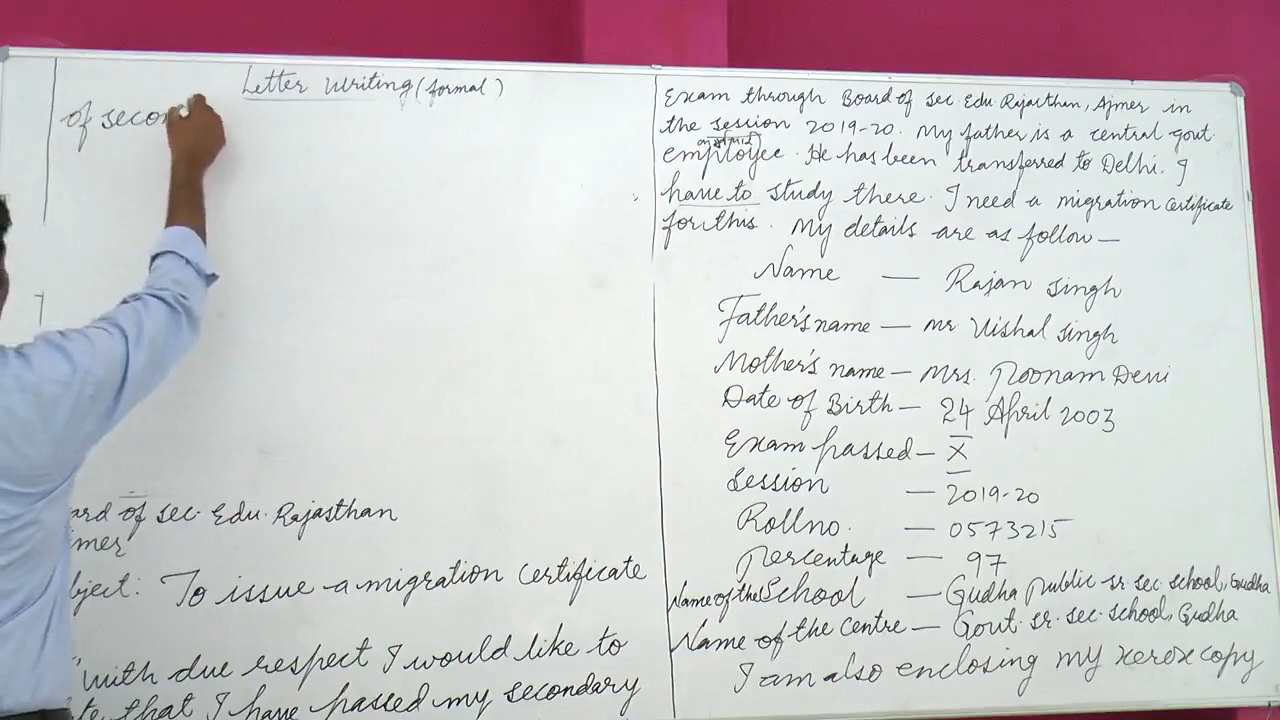 Letter Writing (formal)
of secon
ard of sec. Edu. Rajasthan
mer
bject: To issue a migration certificate
with due respect I would like to
te that I have passed my secondary
Exam through Board of Sec Edu Rajasthan, Ajmer in
the session 2019-20. My father is a central govt.
employee. He has been transferred to Delhi. I
have to study there. I need a migration certificate
for this. My details are as follow —
Name — Rajan Singh
Father's name — Mr Vishal Singh
Mother's name — Mrs. Poonam Devi
Date of Birth — 24 April 2003
Exam passed — X
Session — 2019-20
Roll no. — 0573215
Percentage — 97
Name of the School — Gudha Public sr. sec. school, Gudha
Name of the Centre — Govt. sr. sec. school, Gudha
I am also enclosing my xerox copy